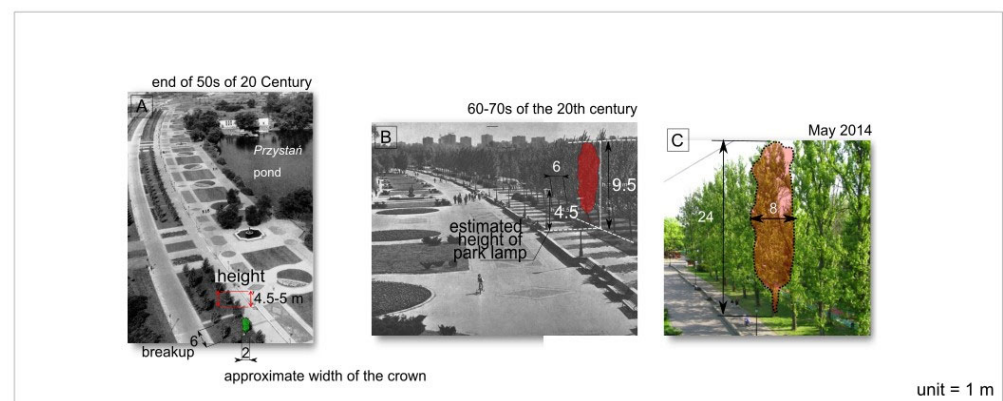 end of 50s of 20 Century
A
Przystań
pond
height
4.5-5 m
6
breakup
2
approximate width of the crown
60-70s of the 20th century
B
6
9.5
4.5
estimated
height of
park lamp
May 2014
C
24
8
unit = 1 m